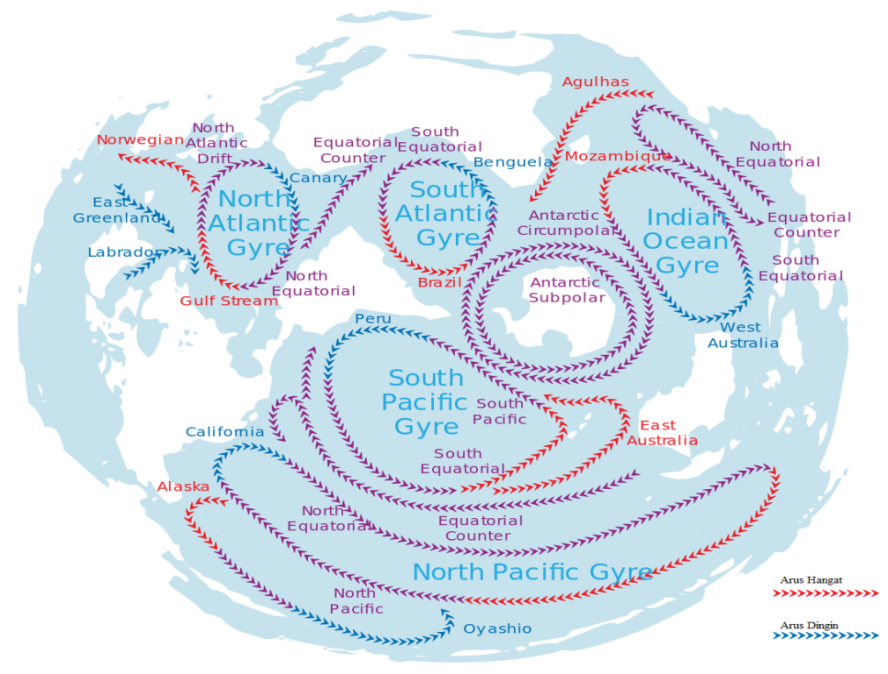 Agulhas
Norwegian
North
Atlantic
Drift
Equatorial
Counter
South
Equatorial
Benguela
Mozambique
North
Equatorial
Canary
East
Greenland
North
Atlantic
Gyre
South
Atlantic
Gyre
Antarctic
Circumpolar
Indian
Ocean
Gyre
Equatorial
Counter
Labrador
South
Equatorial
Gulf Stream
North
Equatorial
Brazil
Antarctic
Subpolar
Peru
West
Australia
South
Pacific
Gyre
South
Pacific
California
East
Australia
South
Equatorial
Alaska
North
Equatorial
Equatorial
Counter
North Pacific Gyre
Arus Hangat
North
Pacific
Oyashio
Arus Dingin